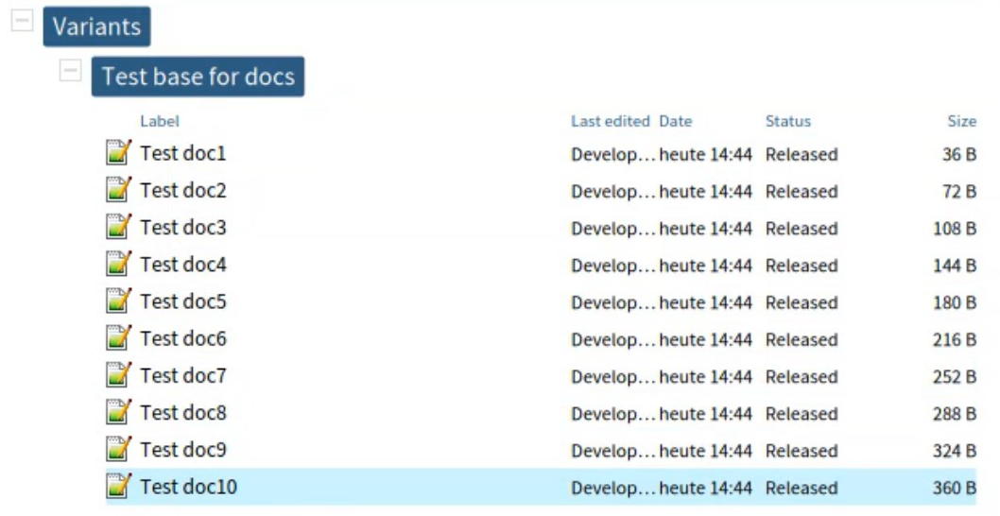 Variants
Test base for docs
Label Last edited Date Status Size
Test doc1 Develop... heute 14:44 Released 36 B
Test doc2 Develop... heute 14:44 Released 72 B
Test doc3 Develop... heute 14:44 Released 108 B
Test doc4 Develop... heute 14:44 Released 144 B
Test doc5 Develop... heute 14:44 Released 180 B
Test doc6 Develop... heute 14:44 Released 216 B
Test doc7 Develop... heute 14:44 Released 252 B
Test doc8 Develop... heute 14:44 Released 288 B
Test doc9 Develop... heute 14:44 Released 324 B
Test doc10 Develop... heute 14:44 Released 360 B